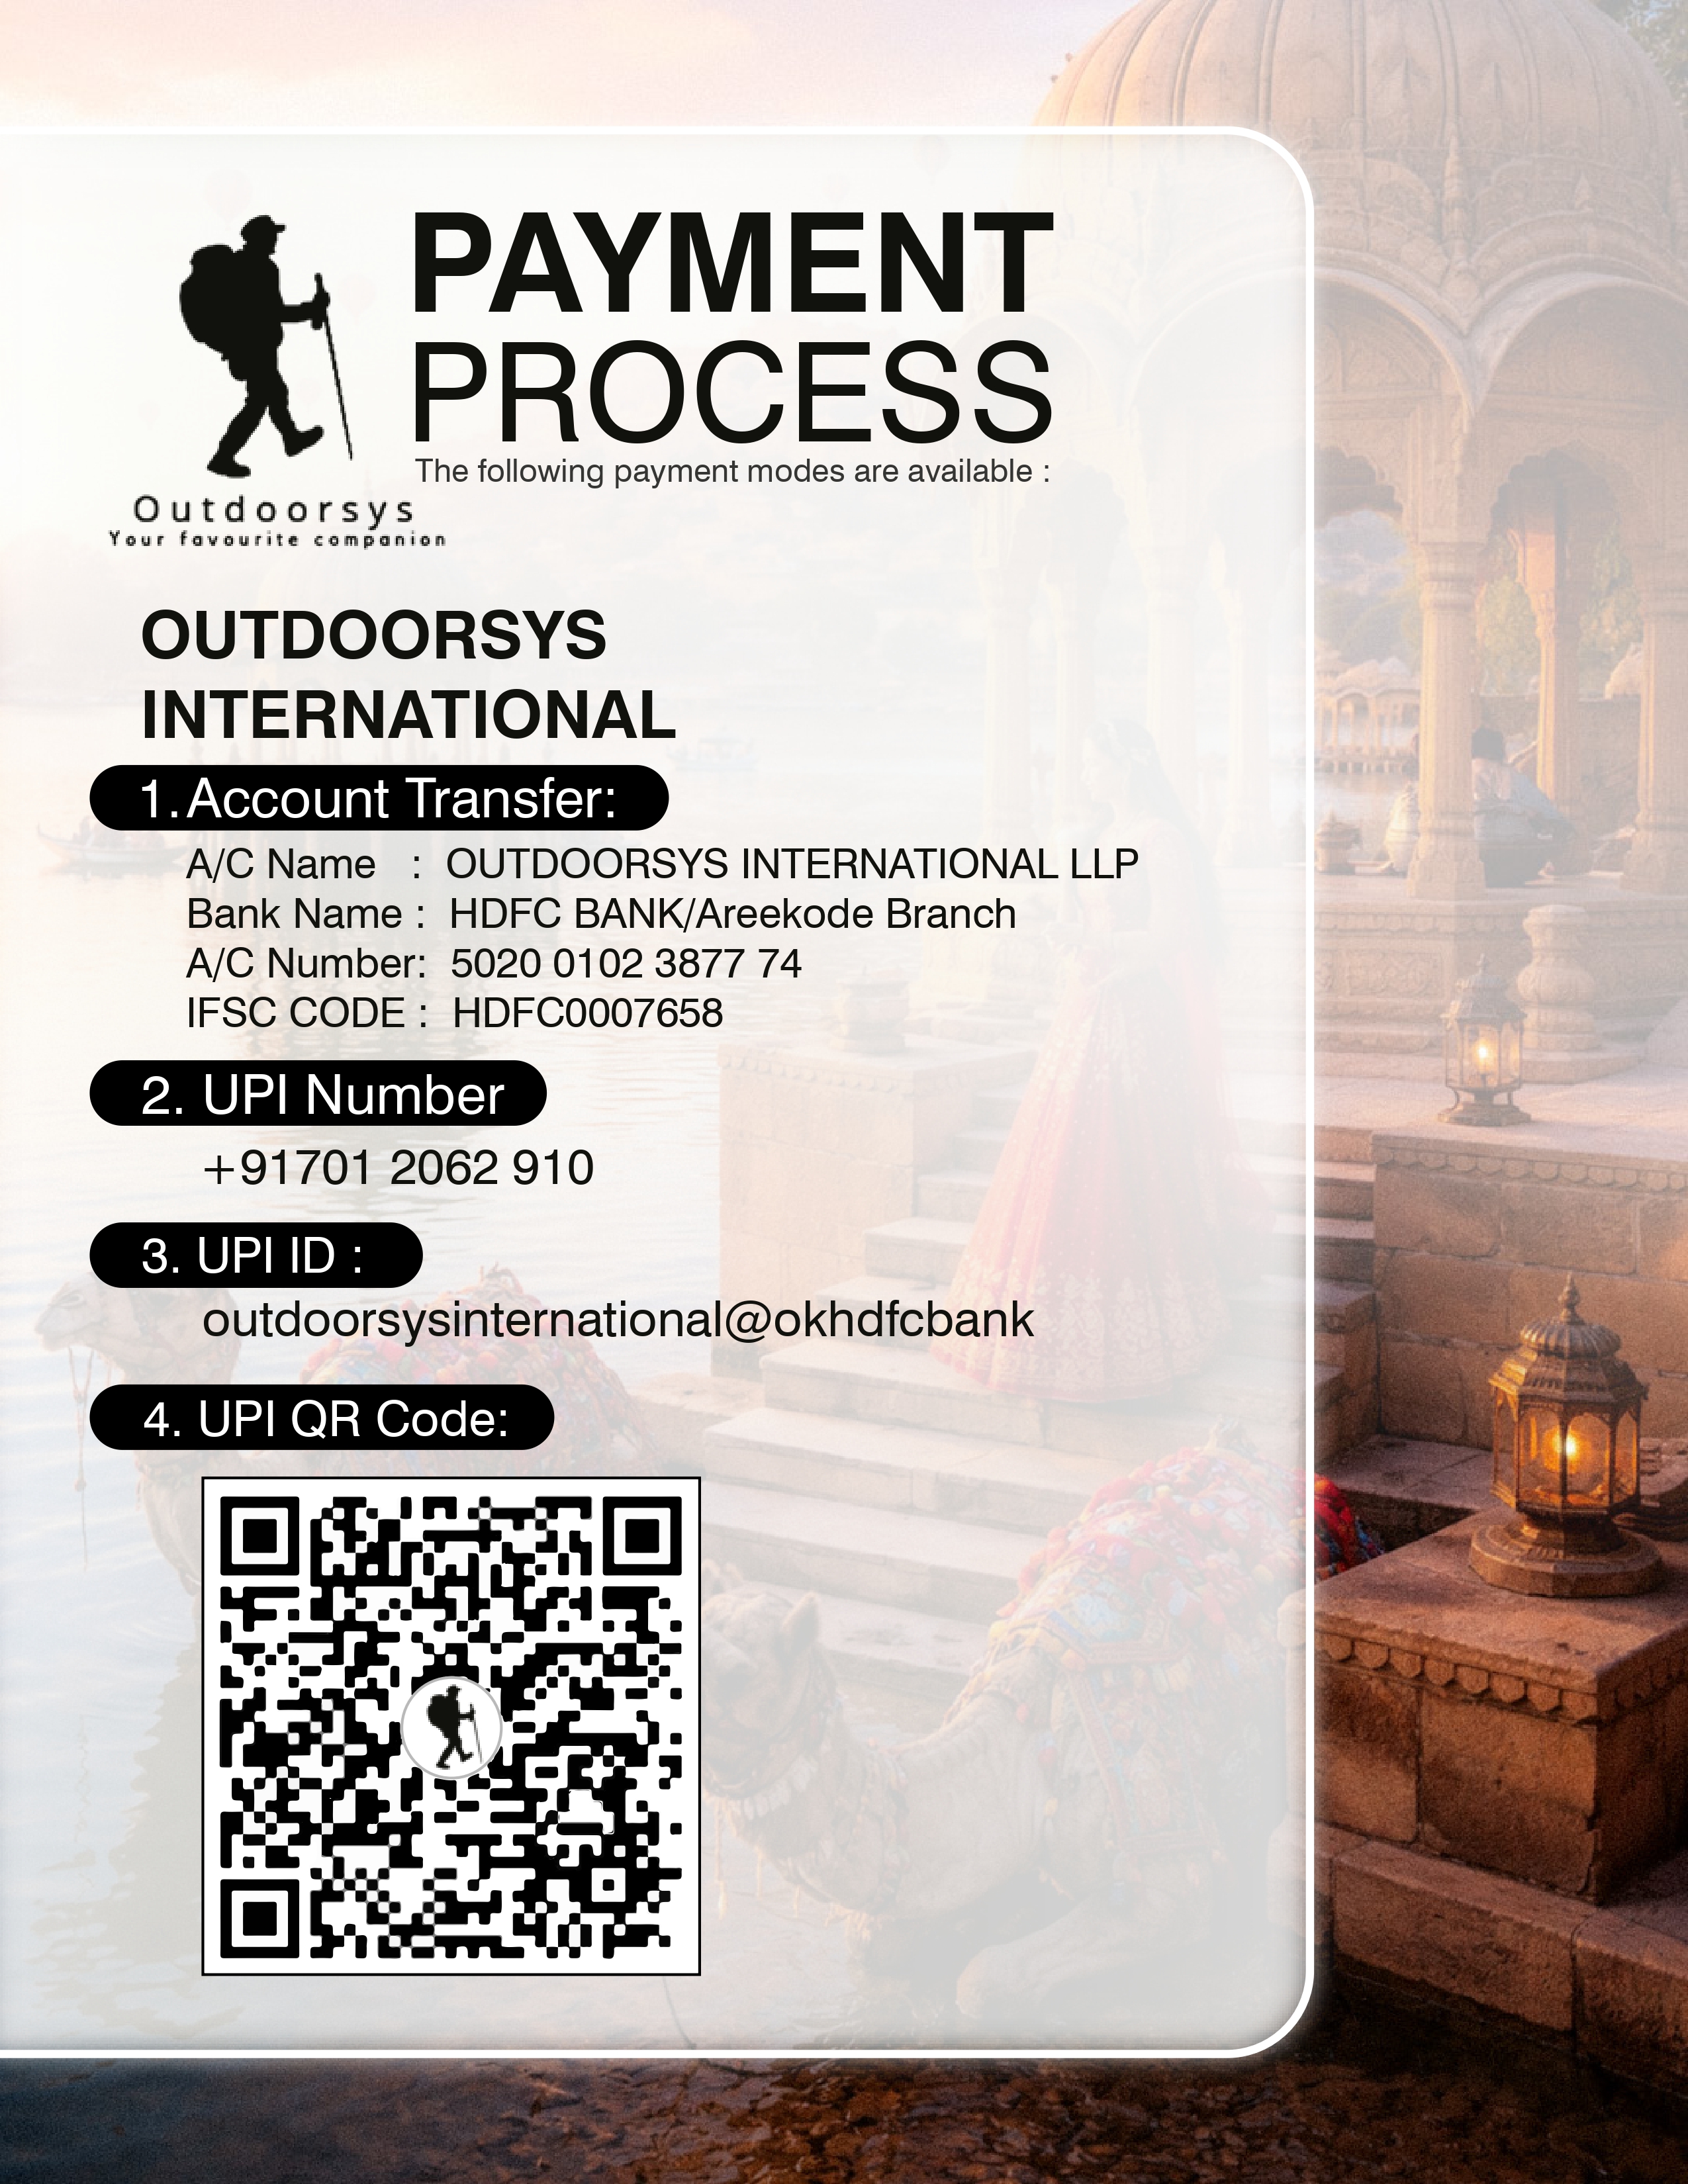 PAYMENT
PROCESS
The following payment modes are available :
Outdoorsys
Your favourite companion
OUTDOORSYS
INTERNATIONAL
1.Account Transfer:
A/C Name : OUTDOORSYS INTERNATIONAL LLP
Bank Name : HDFC BANK/Areekode Branch
A/C Number: 5020 0102 3877 74
IFSC CODE : HDFC0007658
2. UPI Number
+91701 2062 910
3. UPI ID :
outdoorsysinternational@okhdfcbank
4. UPI QR Code: